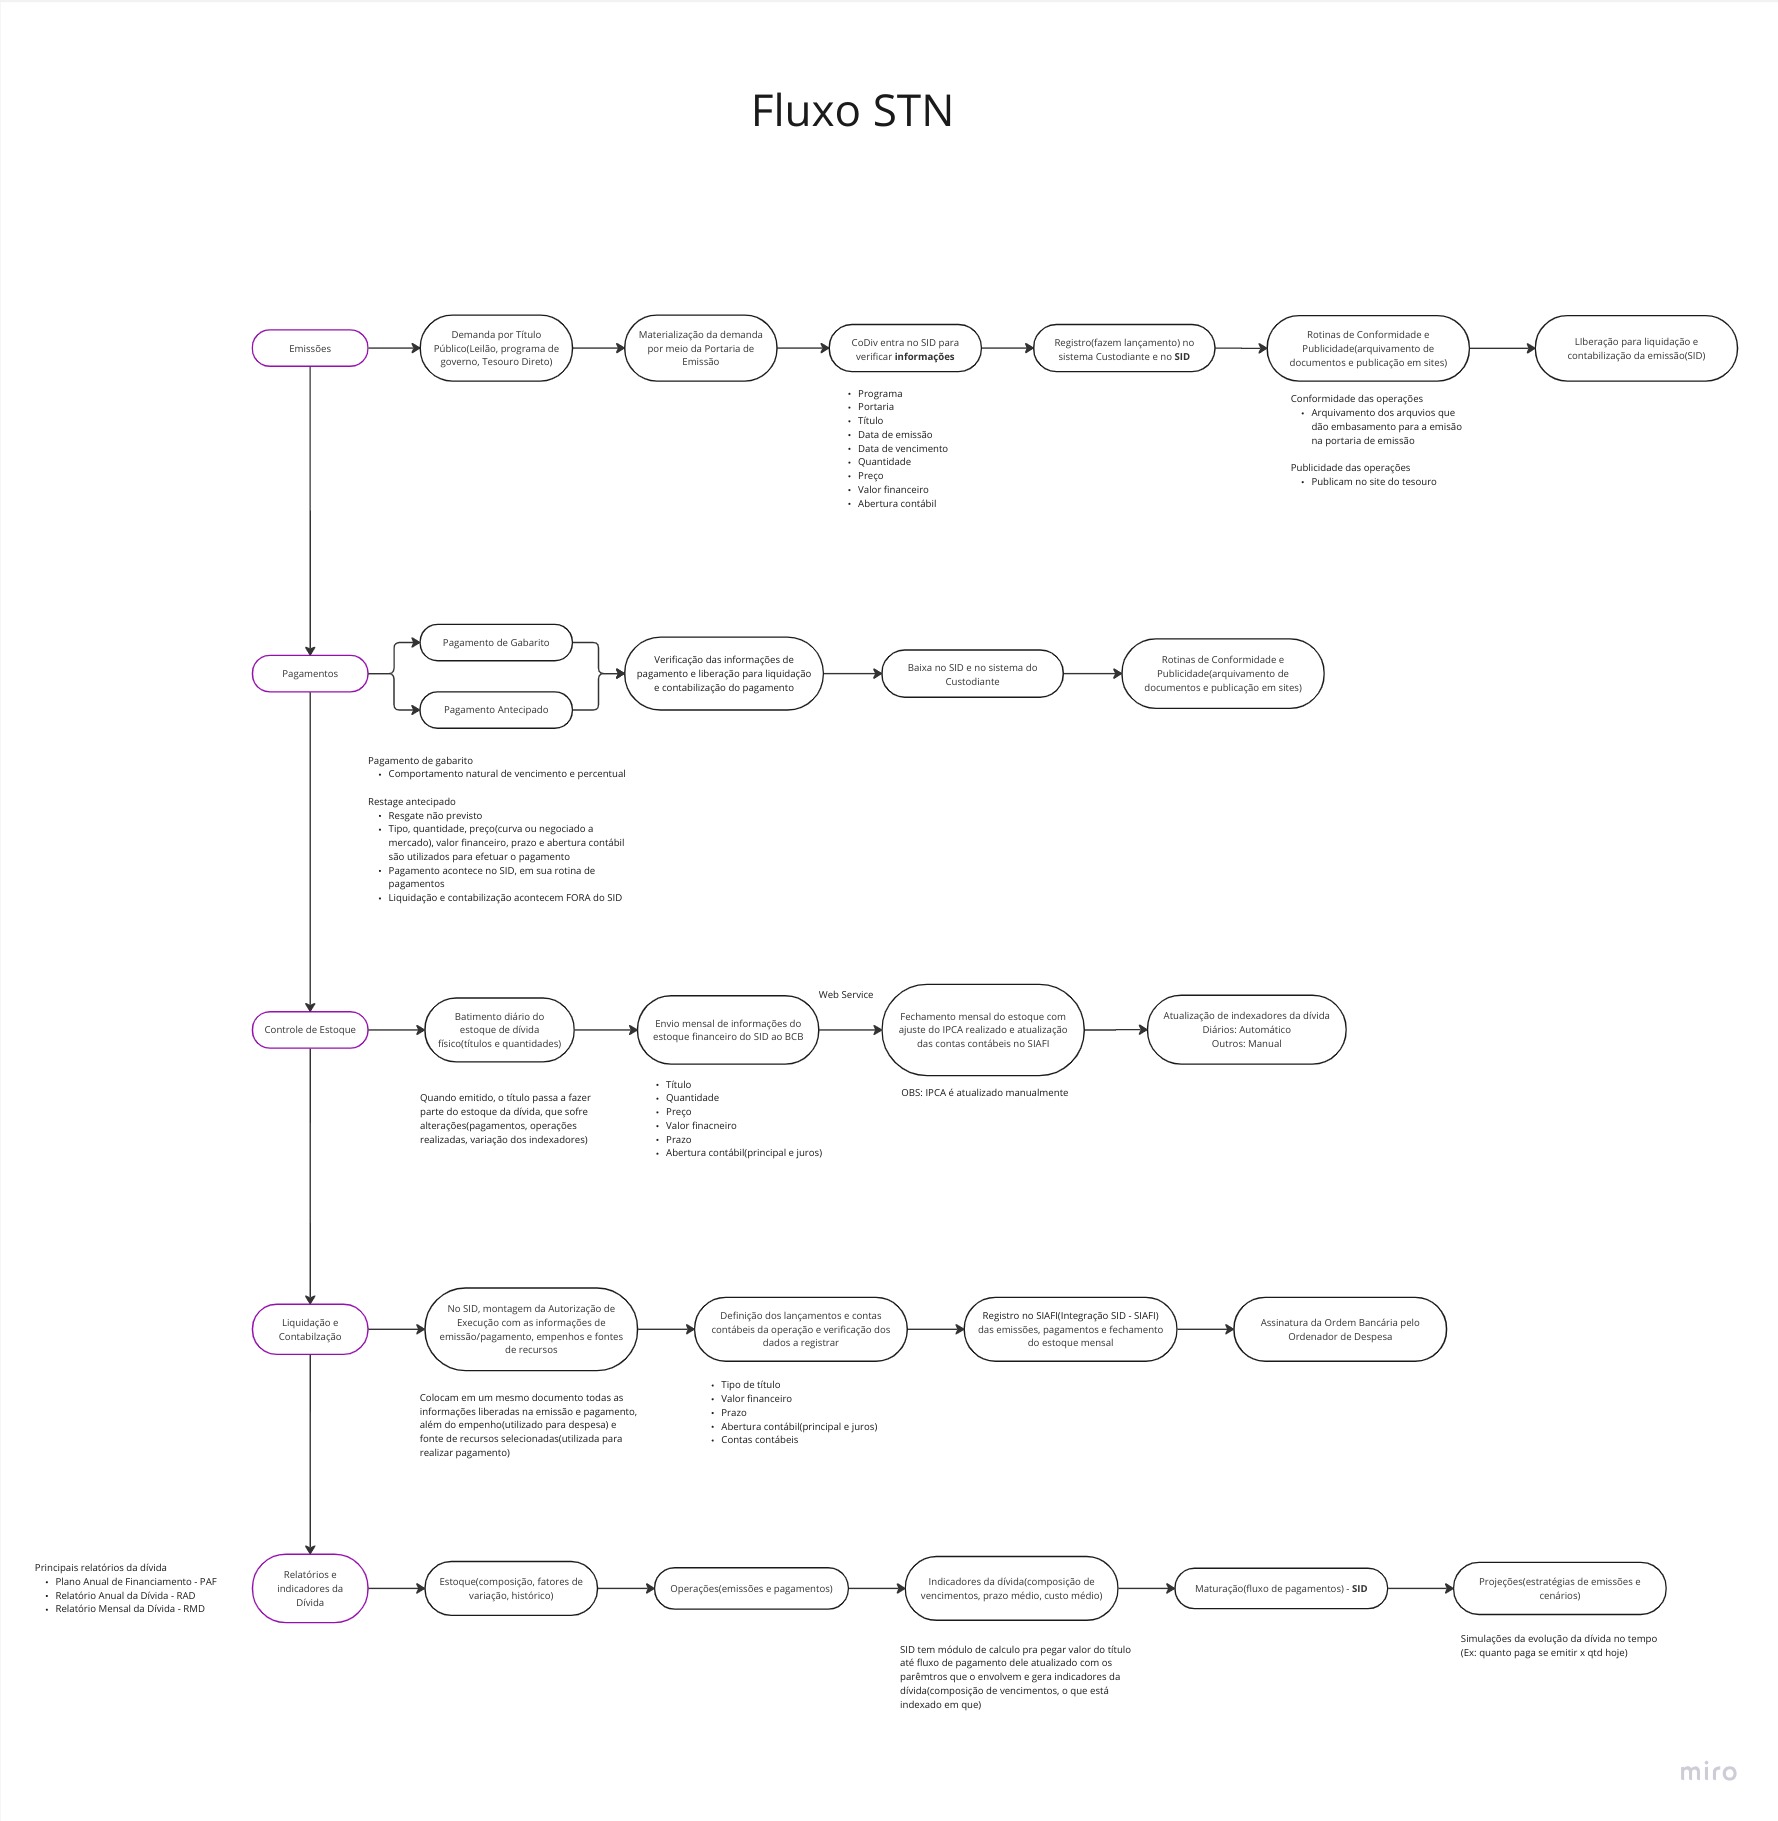 Fluxo STN
Emissões
Demanda por Título
Público(Leilão, programa de
governo, Tesouro Direto)
Materialização da demanda
por meio da Portaria de
Emissão
CoDiv entra no SID para
verificar informações
Registro(fazem lançamento) no
sistema Custodiante e no SID
Rotinas de Conformidade e
Publicidade(arquivamento de
documentos e publicação em sites)
LIberação para liquidação e
contabilização da emissão(SID)
• Programa
• Portaria
• Título
• Data de emissão
• Data de vencimento
• Quantidade
• Preço
• Valor financeiro
• Abertura contábil
Conformidade das operações
• Arquivamento dos arquvios que
dão embasamento para a emisão
na portaria de emissão
Publicidade das operações
• Publicam no site do tesouro
Pagamentos
Pagamento de Gabarito
Pagamento Antecipado
Verificação das informações de
pagamento e liberação para liquidação
e contabilização do pagamento
Baixa no SID e no sistema do
Custodiante
Rotinas de Conformidade e
Publicidade(arquivamento de
documentos e publicação em sites)
Pagamento de gabarito
• Comportamento natural de vencimento e percentual
Restage antecipado
• Resgate não previsto
• Tipo, quantidade, preço(curva ou negociado a
mercado), valor financeiro, prazo e abertura contábil
são utilizados para efetuar o pagamento
• Pagamento acontece no SID, em sua rotina de
pagamentos
• Liquidação e contabilização acontecem FORA do SID
Controle de Estoque
Batimento diário do
estoque de dívida
físico(títulos e quantidades)
Envio mensal de informações do
estoque financeiro do SID ao BCB
Web Service
Fechamento mensal do estoque com
ajuste do IPCA realizado e atualização
das contas contábeis no SIAFI
Atualização de indexadores da dívida
Diários: Automático
Outros: Manual
Quando emitido, o título passa a fazer
parte do estoque da dívida, que sofre
alterações(pagamentos, operações
realizadas, variação dos indexadores)
• Título
• Quantidade
• Preço
• Valor finacneiro
• Prazo
• Abertura contábil(principal e juros)
OBS: IPCA é atualizado manualmente
Liquidação e
Contabilzação
No SID, montagem da Autorização de
Execução com as informações de
emissão/pagamento, empenhos e fontes
de recursos
Definição dos lançamentos e contas
contábeis da operação e verificação dos
dados a registrar
Registro no SIAFI(Integração SID - SIAFI)
das emissões, pagamentos e fechamento
do estoque mensal
Assinatura da Ordem Bancária pelo
Ordenador de Despesa
Colocam em um mesmo documento todas as
informações liberadas na emissão e pagamento,
além do empenho(utilizado para despesa) e
fonte de recursos selecionadas(utilizada para
realizar pagamento)
• Tipo de título
• Valor financeiro
• Prazo
• Abertura contábil(principal e juros)
• Contas contábeis
Principais relatórios da dívida
• Plano Anual de Financiamento - PAF
• Relatório Anual da Dívida - RAD
• Relatório Mensal da Dívida - RMD
Relatórios e
indicadores da
Dívida
Estoque(composição, fatores de
variação, histórico)
Operações(emissões e pagamentos)
Indicadores da dívida(composição de
vencimentos, prazo médio, custo médio)
Maturação(fluxo de pagamentos) - SID
Projeções(estratégias de emissões e
cenários)
SID tem módulo de calculo pra pegar valor do título
até fluxo de pagamento dele atualizado com os
parêmtros que o envolvem e gera indicadores da
dívida(composição de vencimentos, o que está
indexado em que)
Simulações da evolução da dívida no tempo
(Ex: quanto paga se emitir x qtd hoje)
miro